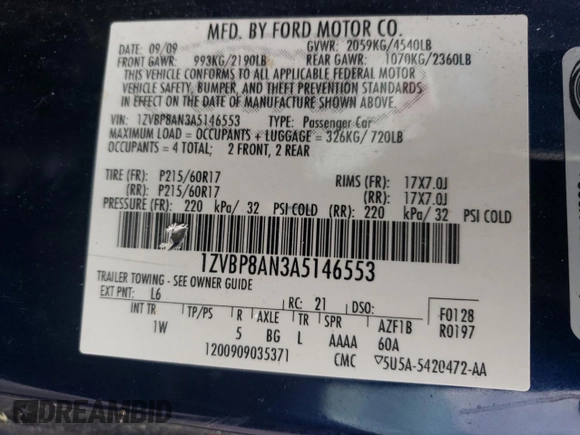 MFD. BY FORD MOTOR CO.
DATE: 09/09 GVWR: 2059KG/4540LB
FRONT GAWR: 993KG/2190LB REAR GAWR: 1070KG/2360LB
THIS VEHICLE CONFORMS TO ALL APPLICABLE FEDERAL MOTOR
VEHICLE SAFETY, BUMPER, AND THEFT PREVENTION STANDARDS
IN EFFECT ON THE DATE OF MANUFACTURE SHOWN ABOVE.
VIN: 1ZVBP8AN3A5146553 TYPE: Passenger Car
MAXIMUM LOAD = OCCUPANTS + LUGGAGE = 326KG/ 720LB
OCCUPANTS = 4 TOTAL; 2 FRONT, 2 REAR
TIRE (FR): P215/60R17 RIMS (FR): 17X7.0J
(RR): P215/60R17 (RR): 17X7.0J
PRESSURE (FR): 220 kPa/ 32 PSI COLD (RR): 220 kPa/ 32 PSI COLD
1ZVBP8AN3A5146553
TRAILER TOWING - SEE OWNER GUIDE
EXT PNT: L6 RC: 21 DSO: F0128
INT TR TP/PS R AXLE TR SPR AZF1B R0197
1W 5 BG L AAAA 60A
1200909035371 CMC 5U5A-5420472-AA
DREAMBID